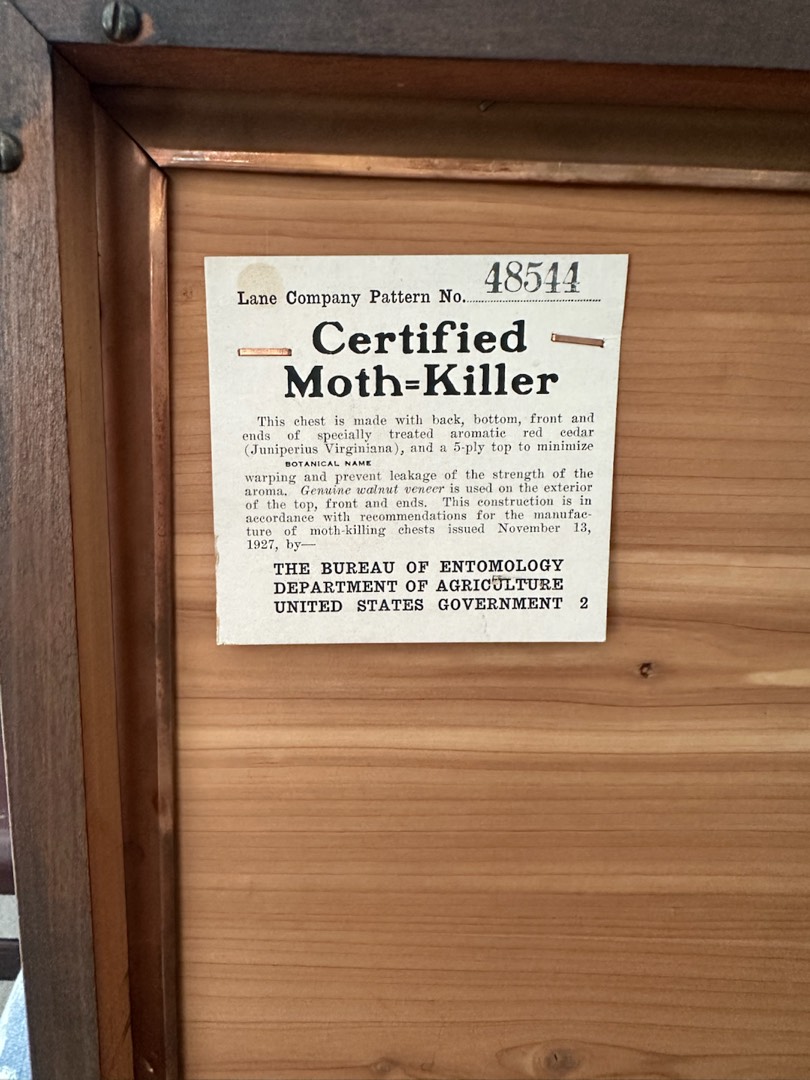 Lane Company Pattern No. 48544
Certified
Moth=Killer
This chest is made with back, bottom, front and
ends of specially treated aromatic red cedar
(Juniperius Virginiana), and a 5-ply top to minimize
BOTANICAL NAME
warping and prevent leakage of the strength of the
aroma. Genuine walnut veneer is used on the exterior
of the top, front and ends. This construction is in
accordance with recommendations for the manufac-
ture of moth-killing chests issued November 13,
1927, by—
THE BUREAU OF ENTOMOLOGY
DEPARTMENT OF AGRICULTURE
UNITED STATES GOVERNMENT 2